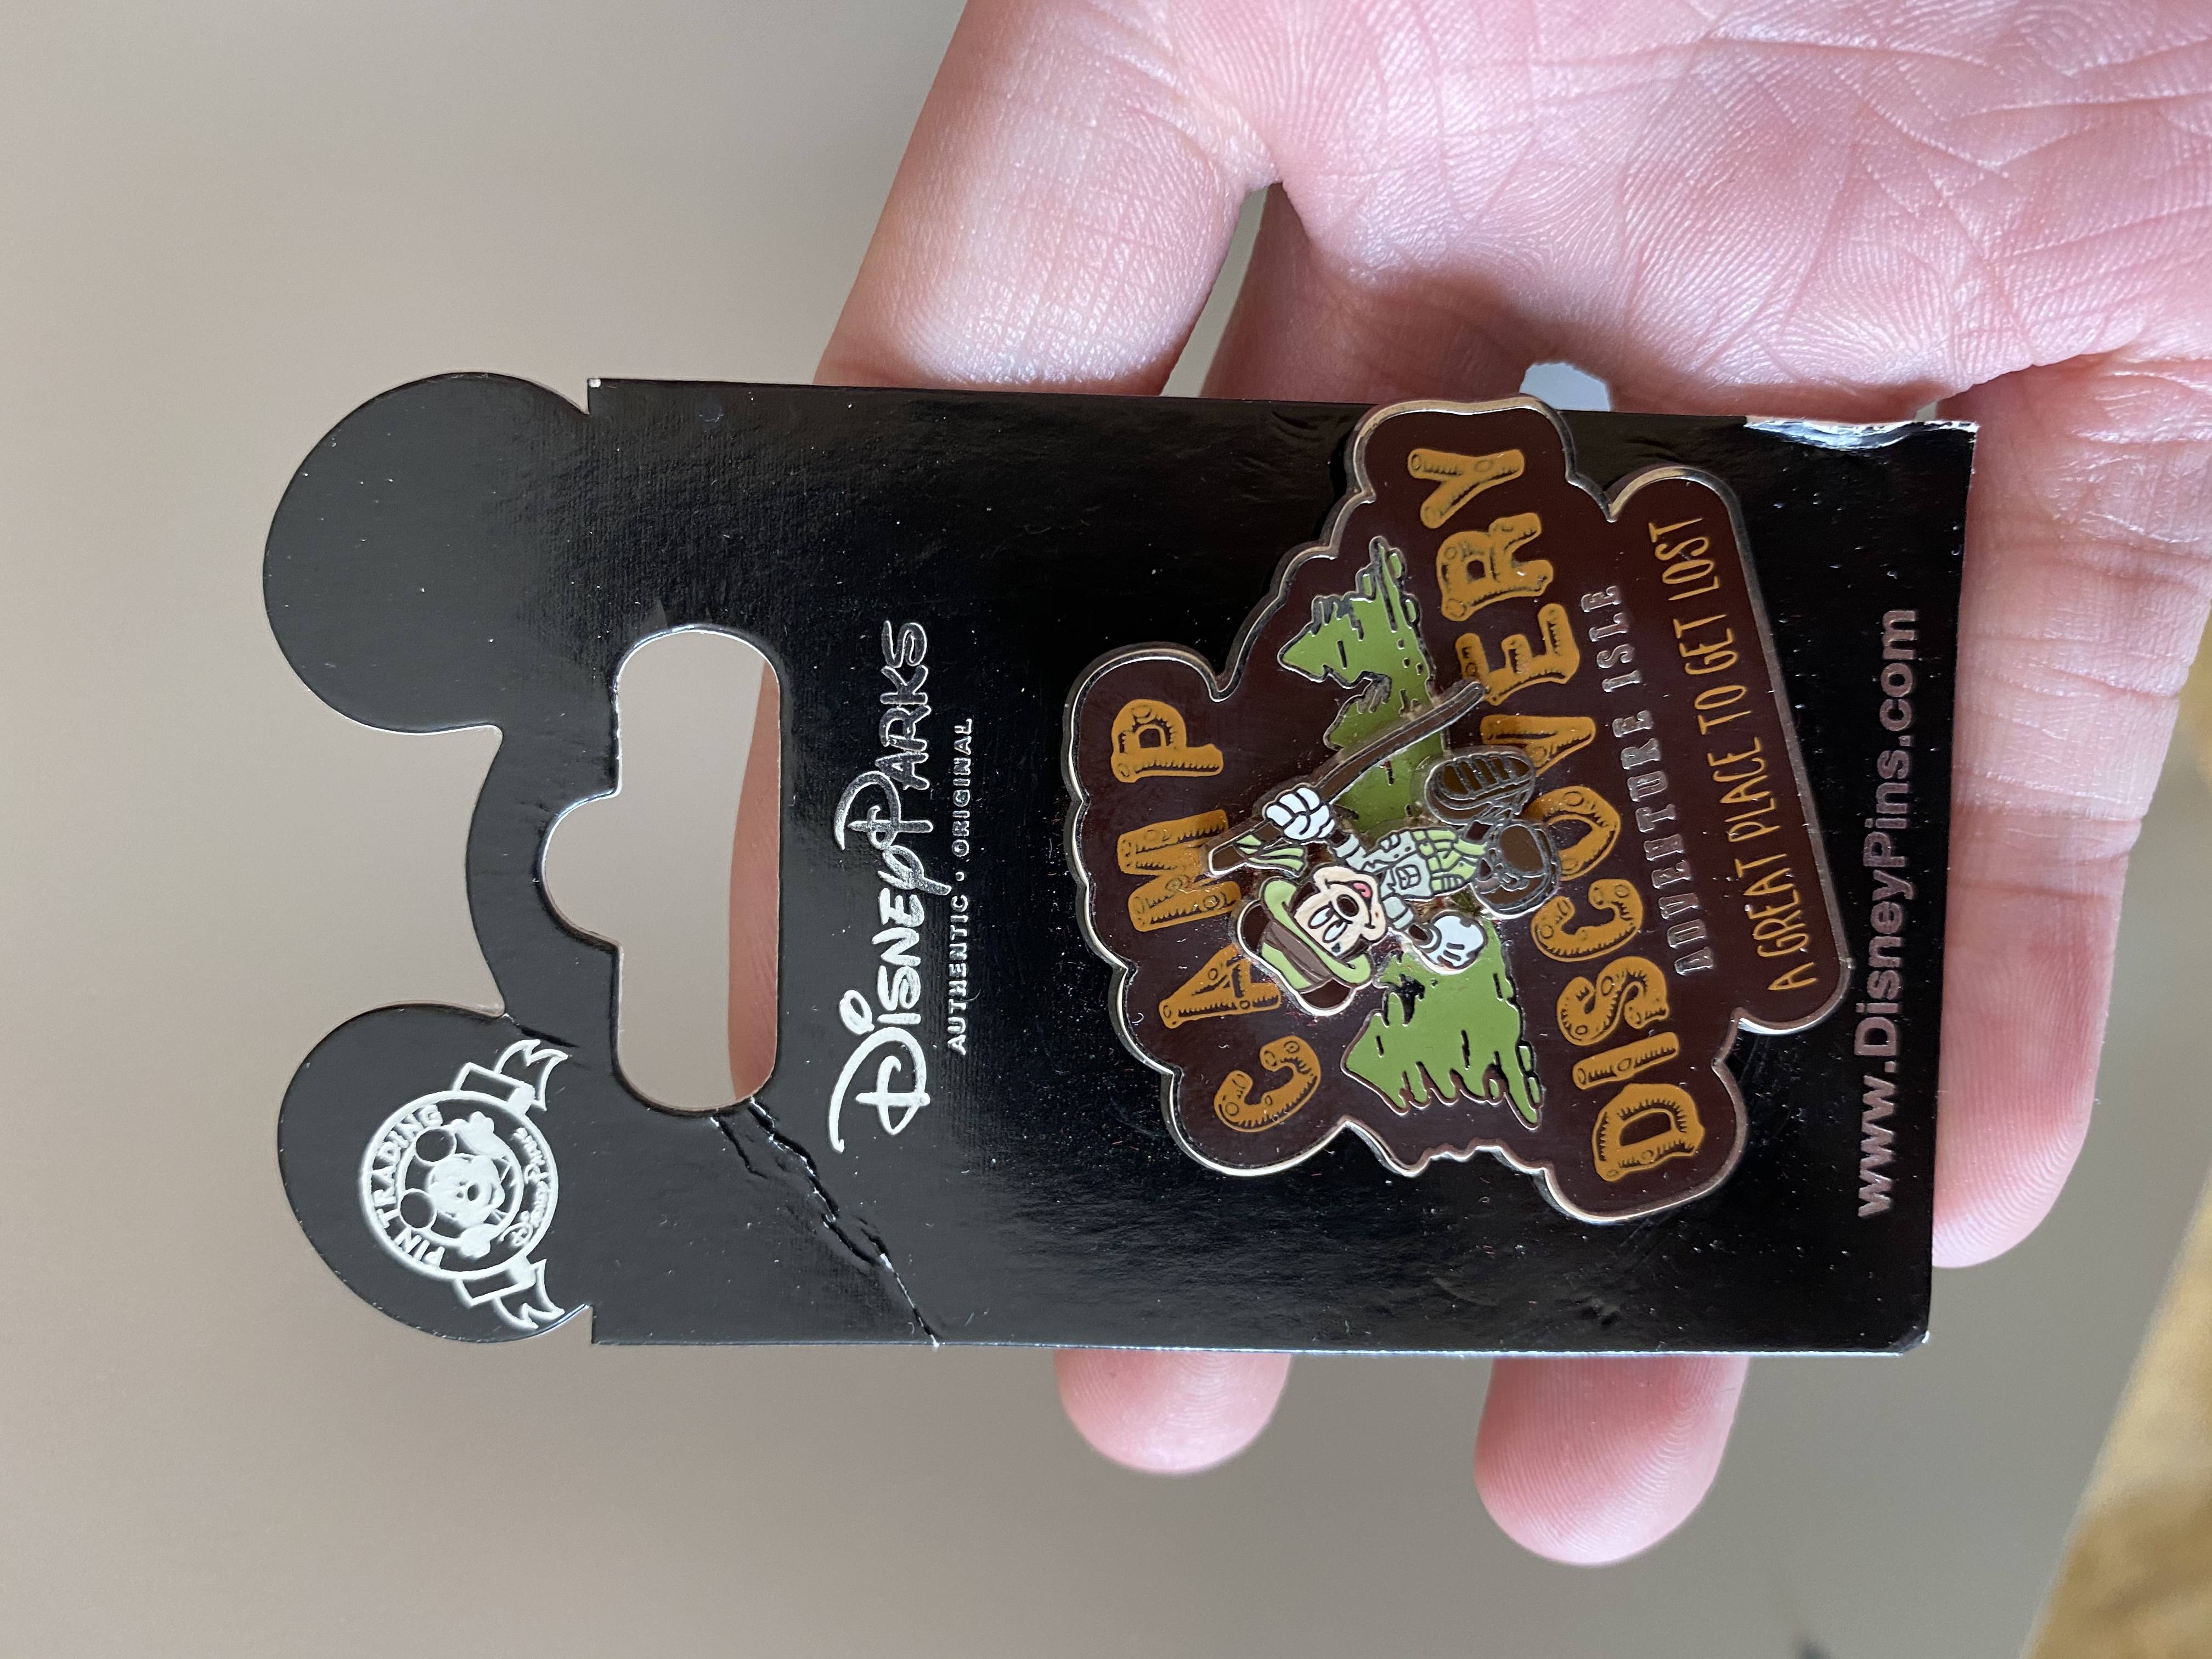 PIN TRADING
Disney Pins
Disney PARKS
AUTHENTIC . ORIGINAL
CAMP
DISCOVERY
ADVENTURE ISLE
A GREAT PLACE TO GET LOST
www.DisneyPins.com